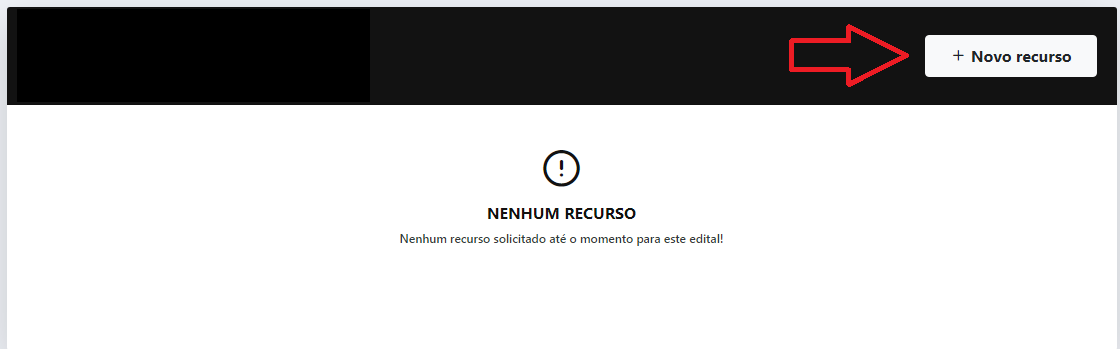 + Novo recurso
NENHUM RECURSO
Nenhum recurso solicitado até o momento para este edital!